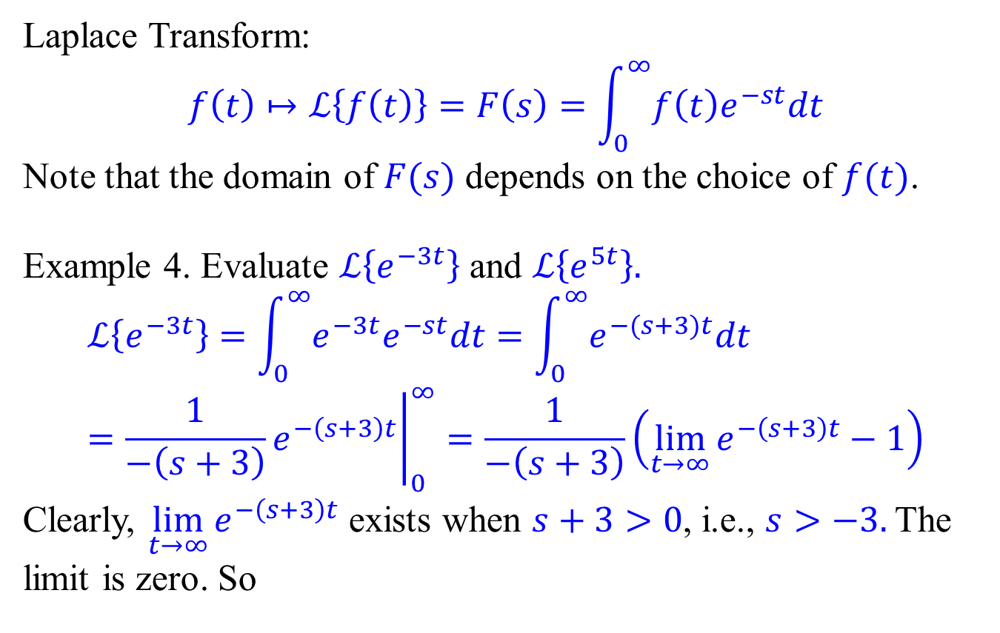 Laplace Transform:
$f(t) \mapsto \mathcal{L}\{f(t)\} = F(s) = \int_0^\infty f(t)e^{-st}dt$
Note that the domain of $F(s)$ depends on the choice of $f(t)$.
Example 4. Evaluate $\mathcal{L}\{e^{-3t}\}$ and $\mathcal{L}\{e^{5t}\}$.
$\mathcal{L}\{e^{-3t}\} = \int_0^\infty e^{-3t}e^{-st}dt = \int_0^\infty e^{-(s+3)t}dt$
$= \frac{1}{-(s+3)}e^{-(s+3)t}\Big|_0^\infty = \frac{1}{-(s+3)}\left(\lim_{t\to\infty} e^{-(s+3)t} - 1\right)$
Clearly, $\lim_{t\to\infty} e^{-(s+3)t}$ exists when $s + 3 > 0$, i.e., $s > -3$. The
limit is zero. So